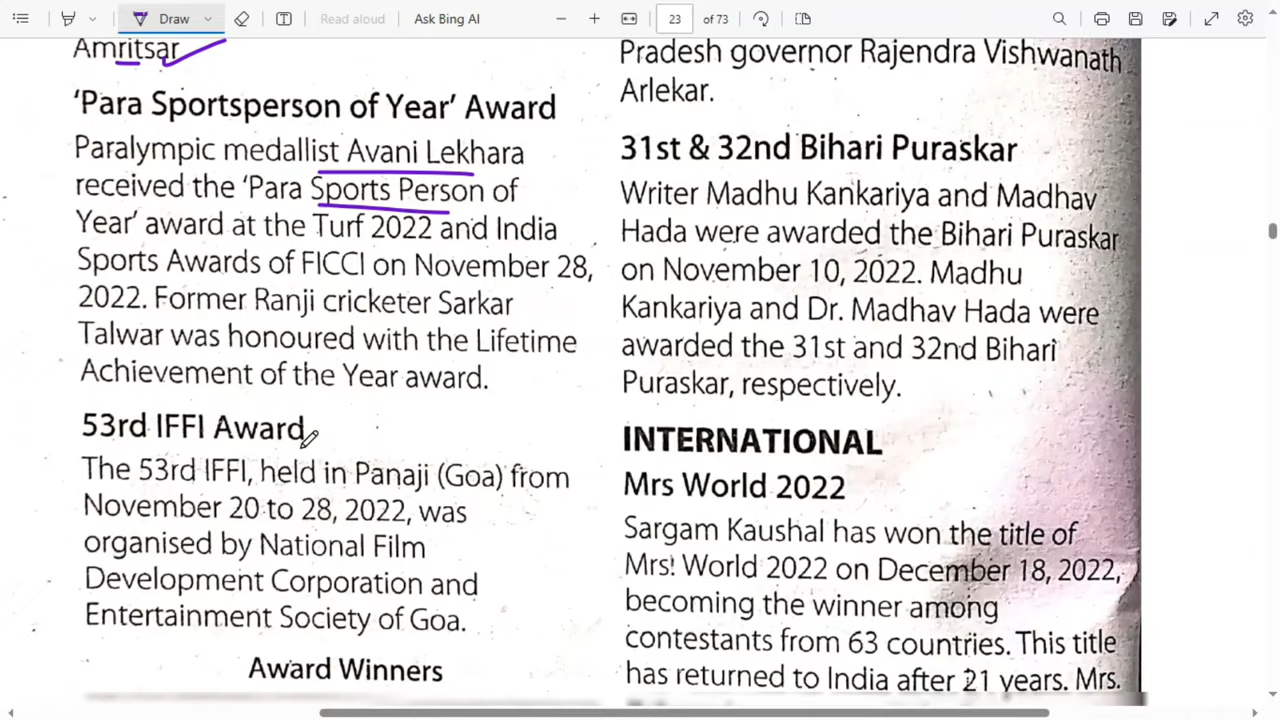 Draw
Read aloud
Ask Bing AI
23
of 73
Amritsar
'Para Sportsperson of Year' Award
Paralympic medallist Avani Lekhara
received the 'Para Sports Person of
Year' award at the Turf 2022 and India
Sports Awards of FICCI on November 28,
2022. Former Ranji cricketer Sarkar
Talwar was honoured with the Lifetime
Achievement of the Year award.
53rd IFFI Award
The 53rd IFFI, held in Panaji (Goa) from
November 20 to 28, 2022, was
organised by National Film
Development Corporation and
Entertainment Society of Goa.
Award Winners
Pradesh governor Rajendra Vishwanath
Arlekar.
31st & 32nd Bihari Puraskar
Writer Madhu Kankariya and Madhav
Hada were awarded the Bihari Puraskar
on November 10, 2022. Madhu
Kankariya and Dr. Madhav Hada were
awarded the 31st and 32nd Bihari
Puraskar, respectively.
INTERNATIONAL
Mrs World 2022
Sargam Kaushal has won the title of
Mrs! World 2022 on December 18, 2022,
becoming the winner among
contestants from 63 countries. This title
has returned to India after 21 years. Mrs.